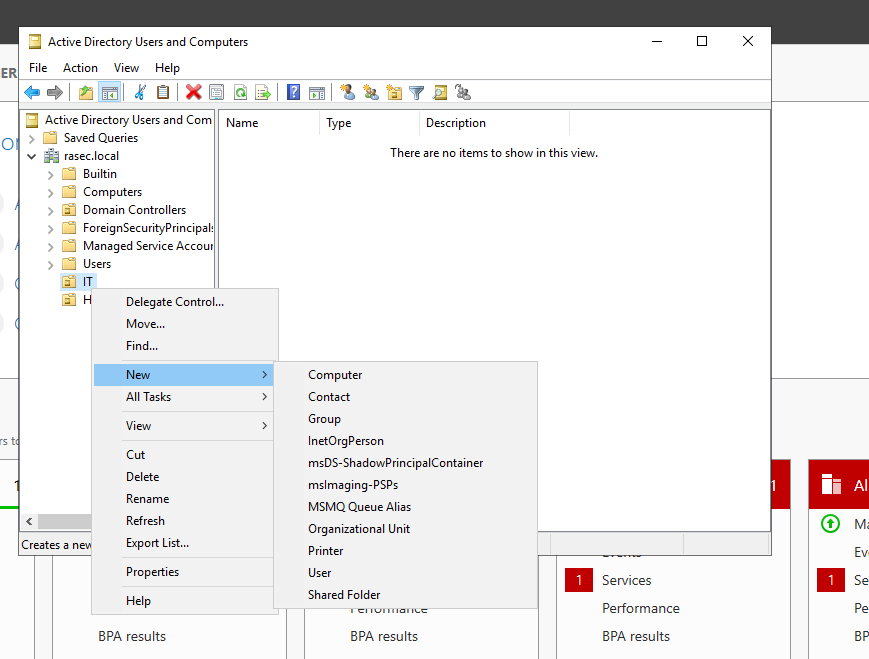 Active Directory Users and Computers
File Action View Help
Active Directory Users and Com
Name Type Description
Saved Queries
There are no items to show in this view.
rasec.local
Builtin
Computers
Domain Controllers
ForeignSecurityPrincipals
Managed Service Accour
Users
IT
H
Delegate Control...
Move...
Find...
New
All Tasks
View
Cut
Delete
Rename
Refresh
Export List...
Properties
Help
Computer
Contact
Group
InetOrgPerson
msDS-ShadowPrincipalContainer
msImaging-PSPs
MSMQ Queue Alias
Organizational Unit
Printer
User
Shared Folder
Creates a new
ER
rs to
1
1
Al
Ma
Events
Ev
1 Services
1 Se
Performance
Performance
Pe
BPA results
BPA results
BPA results
BP